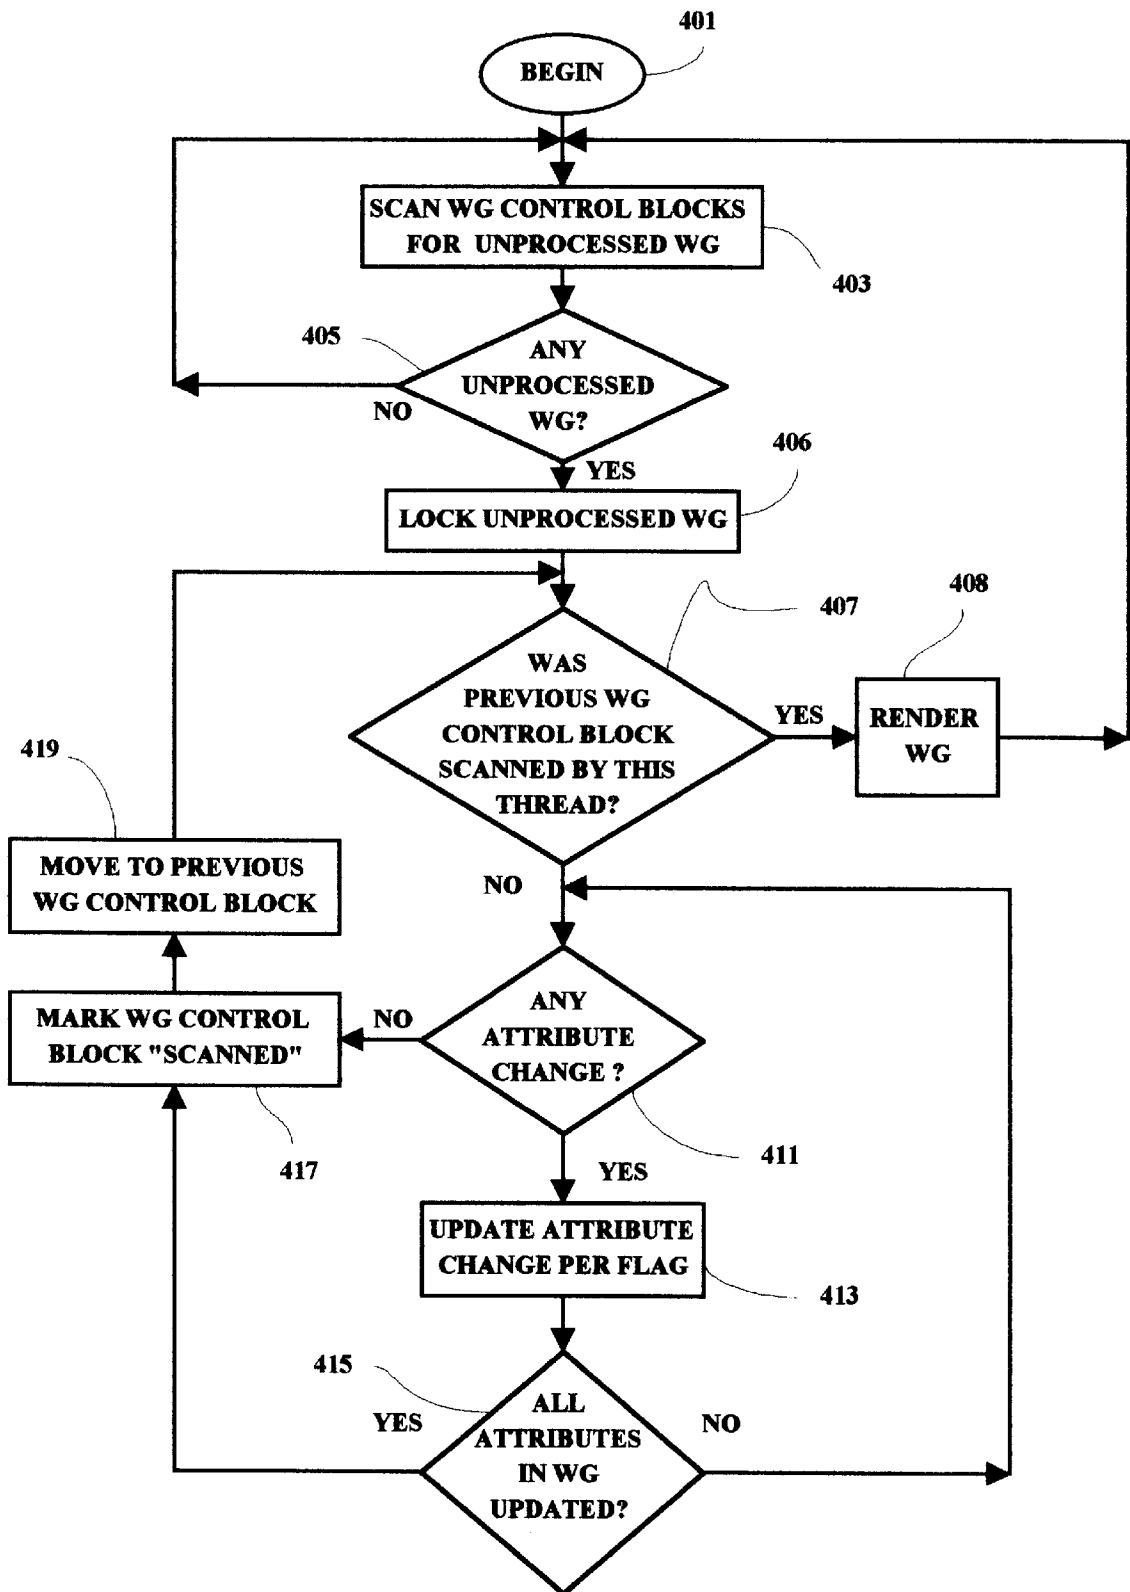 401
BEGIN
SCAN WG CONTROL BLOCKS
FOR UNPROCESSED WG
403
405
ANY
UNPROCESSED
WG?
NO
406
YES
LOCK UNPROCESSED WG
407
408
WAS
PREVIOUS WG
CONTROL BLOCK
SCANNED BY THIS
THREAD?
YES
RENDER
WG
419
MOVE TO PREVIOUS
WG CONTROL BLOCK
NO
ANY
ATTRIBUTE
CHANGE ?
NO
MARK WG CONTROL
BLOCK "SCANNED"
417
411
YES
UPDATE ATTRIBUTE
CHANGE PER FLAG
413
415
ALL
ATTRIBUTES
IN WG
UPDATED?
YES
NO